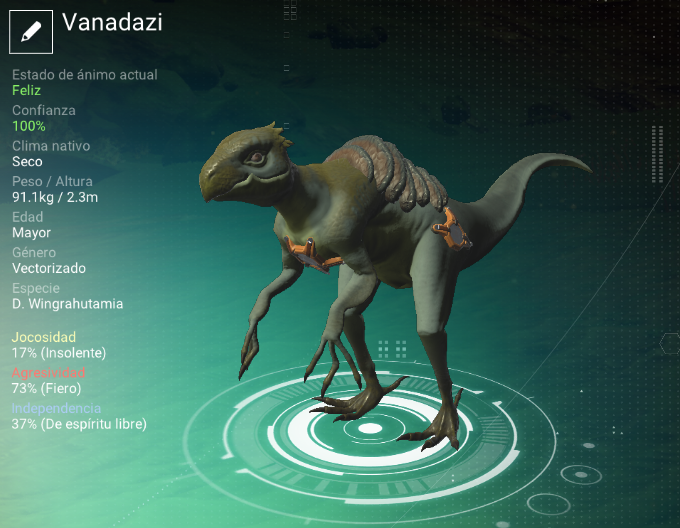 Vanadazi
Estado de ánimo actual
Feliz
Confianza
100%
Clima nativo
Seco
Peso / Altura
91.1kg / 2.3m
Edad
Mayor
Género
Vectorizado
Especie
D. Wingrahutamia
Jocosidad
17% (Insolente)
Agresividad
73% (Fiero)
Independencia
37% (De espíritu libre)